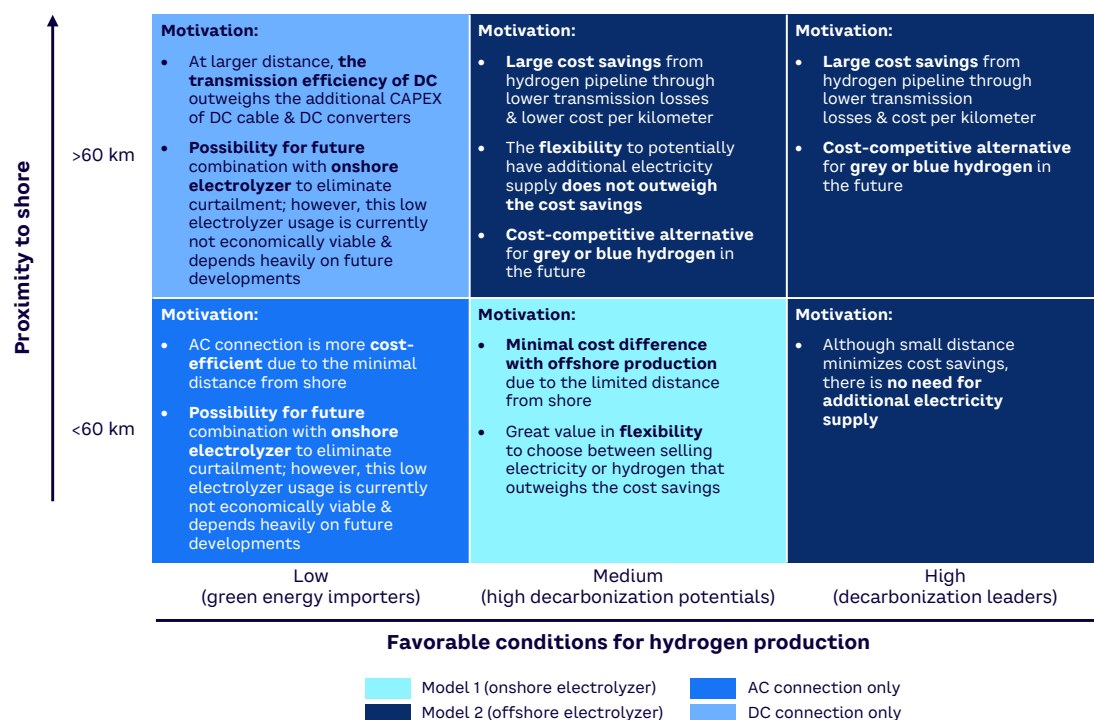 Proximity to shore
>60 km
<60 km
Motivation:
• At larger distance, the
transmission efficiency of DC
outweighs the additional CAPEX
of DC cable & DC converters
• Possibility for future
combination with onshore
electrolyzer to eliminate
curtailment; however, this low
electrolyzer usage is currently
not economically viable &
depends heavily on future
developments
Motivation:
• Large cost savings from
hydrogen pipeline through
lower transmission losses
& lower cost per kilometer
• The flexibility to potentially
have additional electricity
supply does not outweigh
the cost savings
• Cost-competitive alternative
for grey or blue hydrogen in
the future
Motivation:
• Large cost savings from
hydrogen pipeline through
lower transmission
losses & cost per kilometer
• Cost-competitive alternative
for grey or blue hydrogen in
the future
Motivation:
• AC connection is more cost-
efficient due to the minimal
distance from shore
• Possibility for future
combination with onshore
electrolyzer to eliminate
curtailment; however, this low
electrolyzer usage is currently
not economically viable &
depends heavily on future
developments
Motivation:
• Minimal cost difference
with offshore production
due to the limited distance
from shore
• Great value in flexibility
to choose between selling
electricity or hydrogen that
outweighs the cost savings
Motivation:
• Although small distance
minimizes cost savings,
there is no need for
additional electricity
supply
Low
(green energy importers)
Medium
(high decarbonization potentials)
High
(decarbonization leaders)
Favorable conditions for hydrogen production
Model 1 (onshore electrolyzer)
Model 2 (offshore electrolyzer)
AC connection only
DC connection only